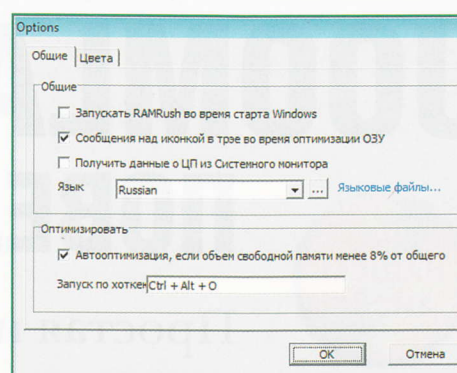 Options
Общие Цвета
Общие
Запускать RAMRush во время старта Windows
Сообщения над иконкой в трэе во время оптимизации ОЗУ
Получить данные о ЦП из Системного монитора
Язык Russian ... Языковые файлы...
Оптимизировать
Автооптимизация, если объем свободной памяти менее 8% от общего
Запуск по хоткею Ctrl + Alt + O
OK Отмена